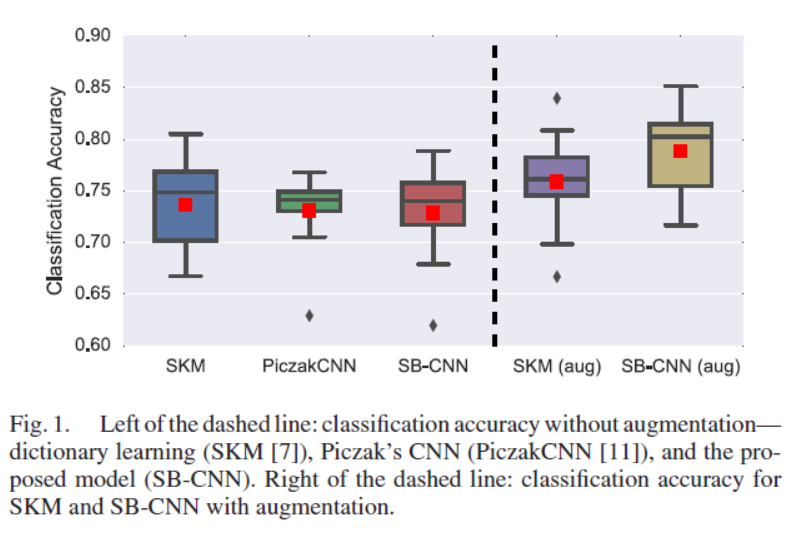 0.90
0.85
0.80
0.75
0.70
0.65
0.60
Classification Accuracy
SKM
PiczakCNN
SB-CNN
SKM (aug)
SB-CNN (aug)
Fig. 1. Left of the dashed line: classification accuracy without augmentation—
dictionary learning (SKM [7]), Piczak's CNN (PiczakCNN [11]), and the pro-
posed model (SB-CNN). Right of the dashed line: classification accuracy for
SKM and SB-CNN with augmentation.